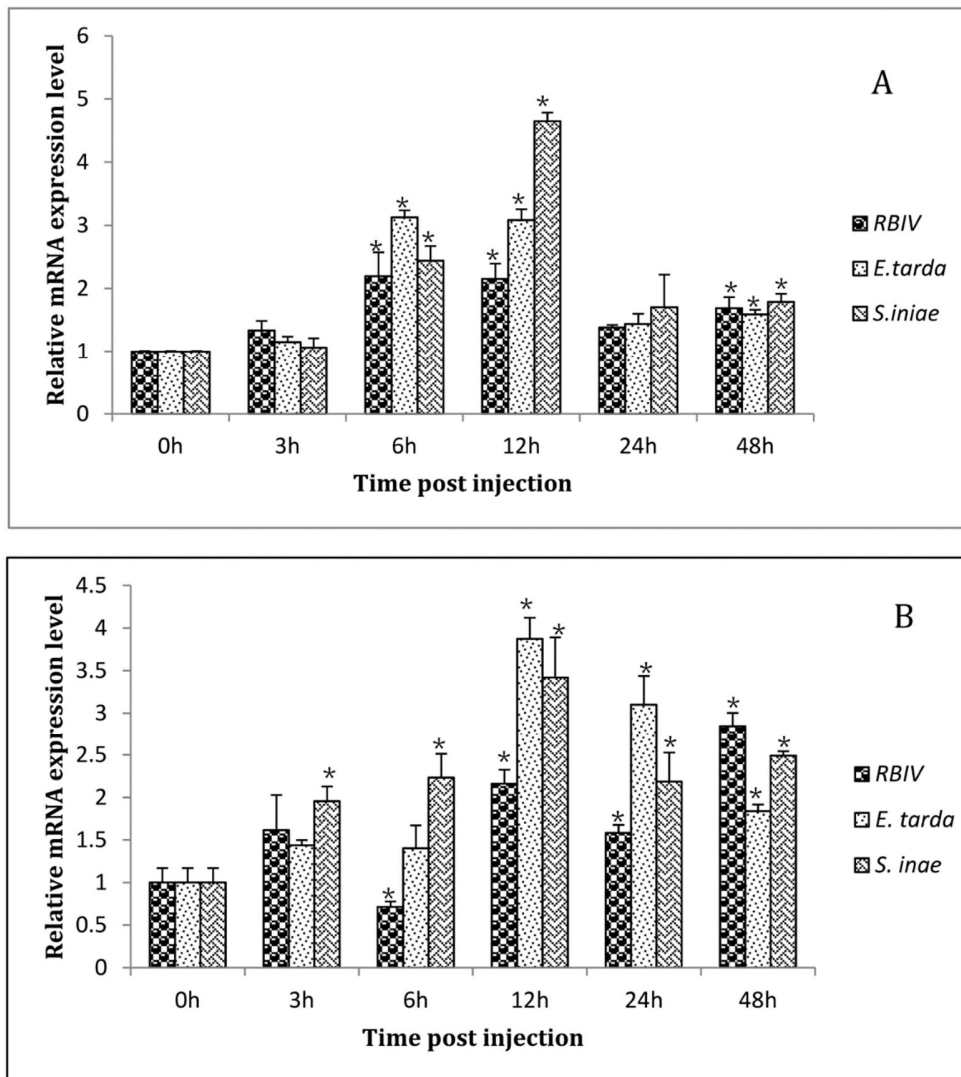 A
Relative mRNA expression level
6
5
4
3
2
1
0
* * * * * * * * *
0h 3h 6h 12h 24h 48h
Time post injection
RBIV
E.tarda
S.iniae
B
Relative mRNA expression level
4.5
4
3.5
3
2.5
2
1.5
1
0.5
0
* * * * * * * * * * * *
0h 3h 6h 12h 24h 48h
Time post injection
RBIV
E. tarda
S. inae